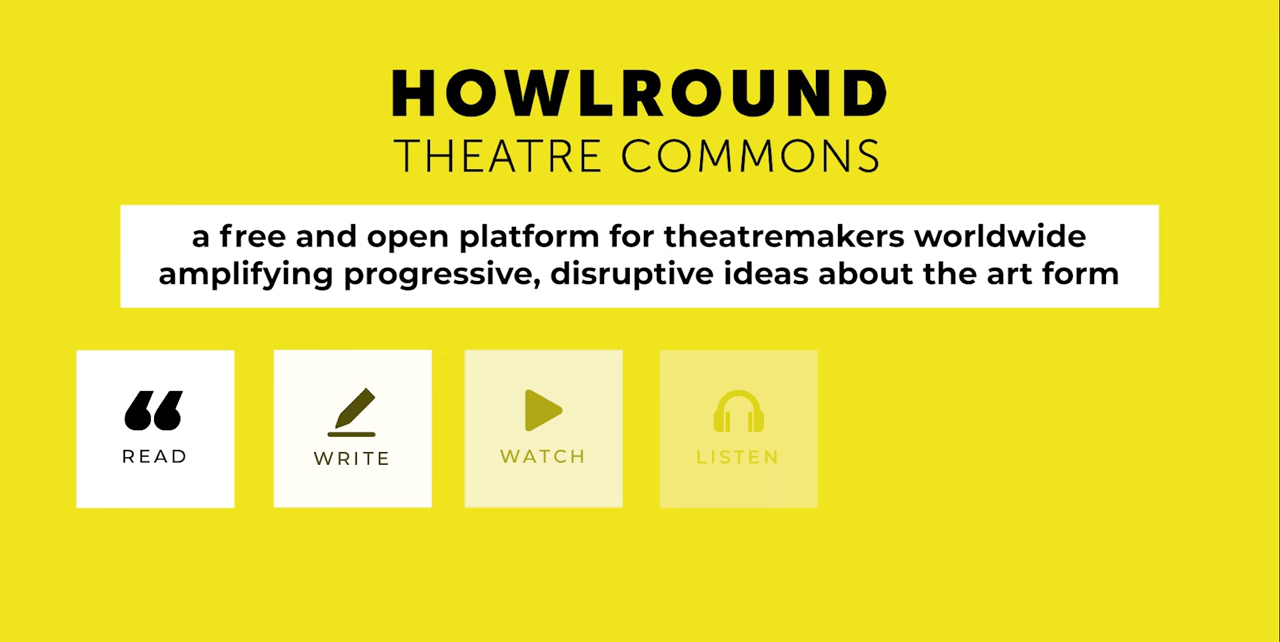 HOWLROUND
THEATRE COMMONS
a free and open platform for theatremakers worldwide
amplifying progressive, disruptive ideas about the art form
READ
WRITE
WATCH
LISTEN